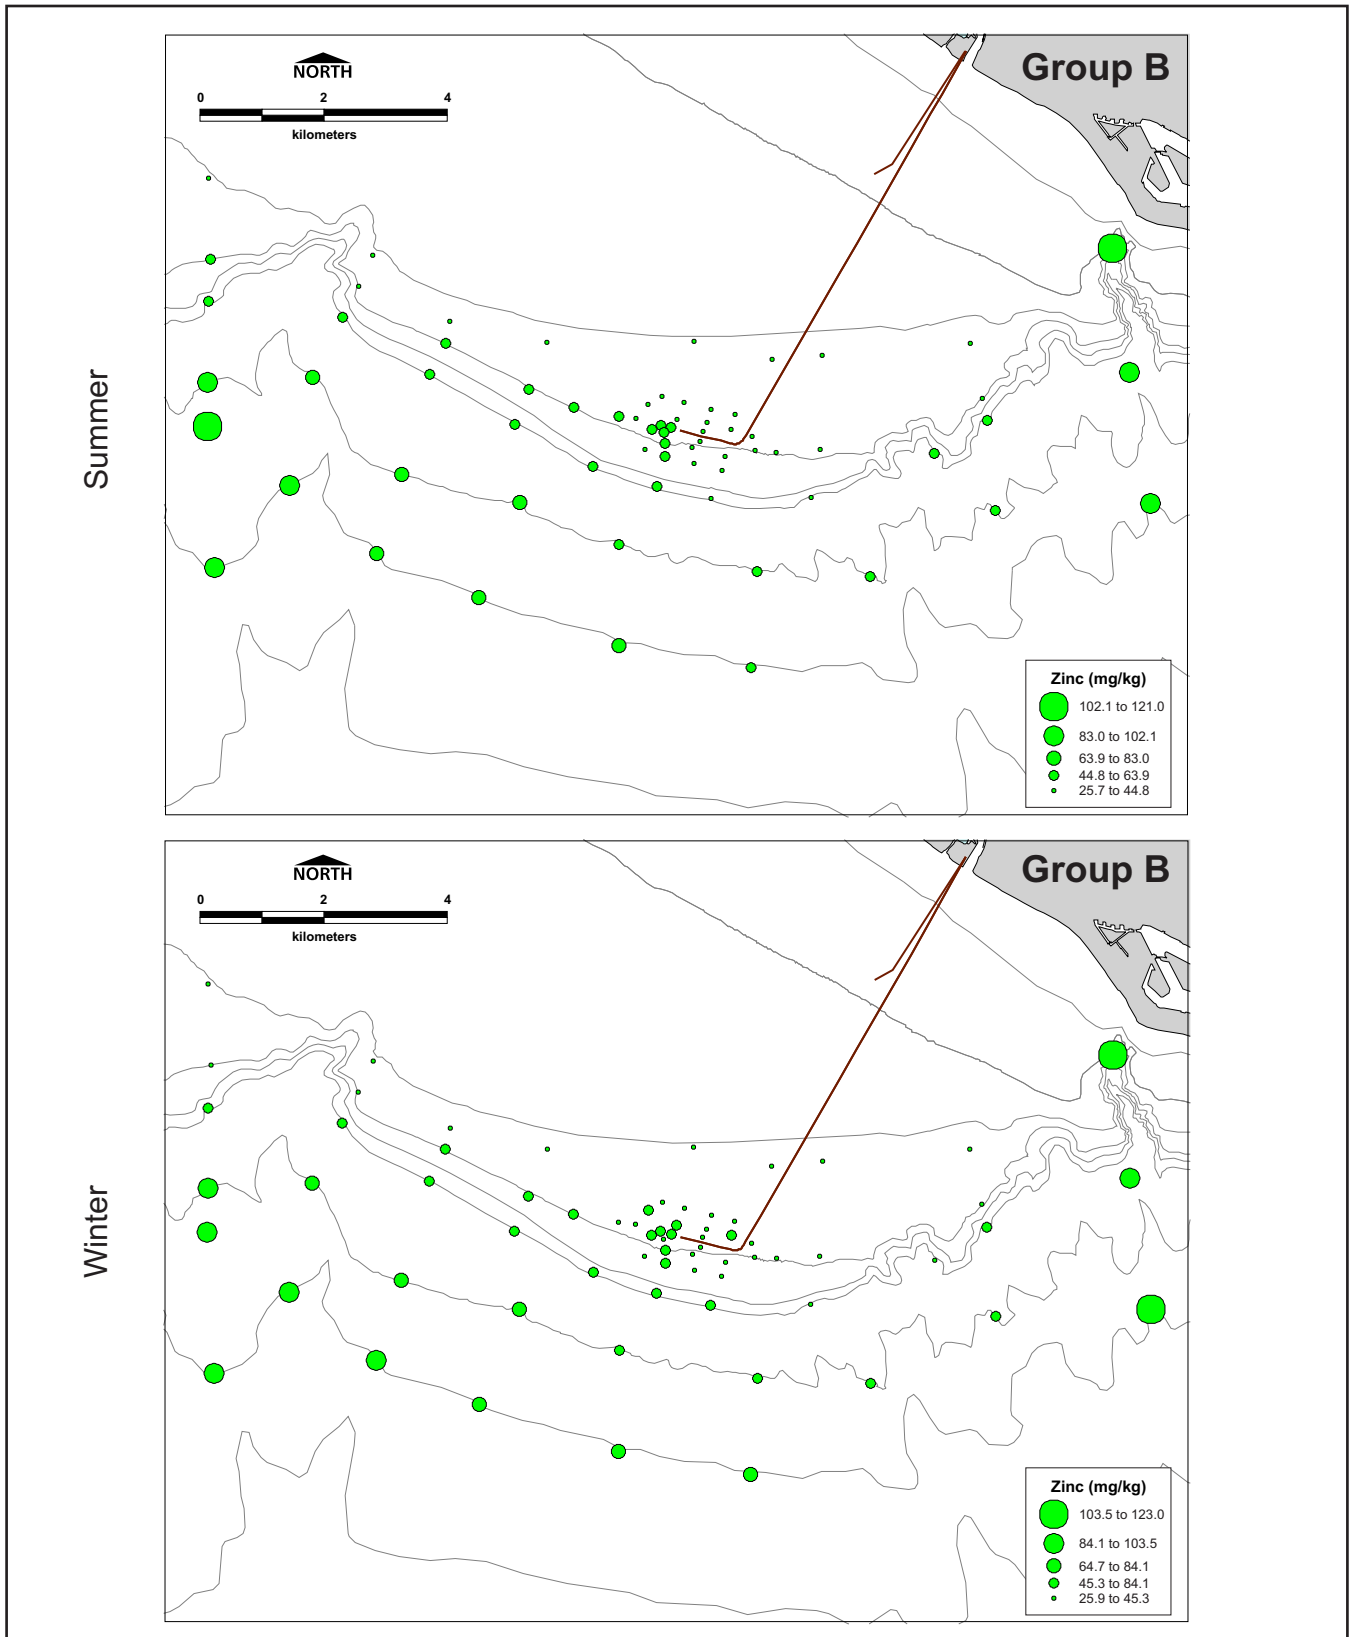 Summer
NORTH
0 2 4
kilometers
Group B
Zinc (mg/kg)
102.1 to 121.0
83.0 to 102.1
63.9 to 83.0
44.8 to 63.9
25.7 to 44.8
Winter
NORTH
0 2 4
kilometers
Group B
Zinc (mg/kg)
103.5 to 123.0
84.1 to 103.5
64.7 to 84.1
45.3 to 84.1
25.9 to 45.3